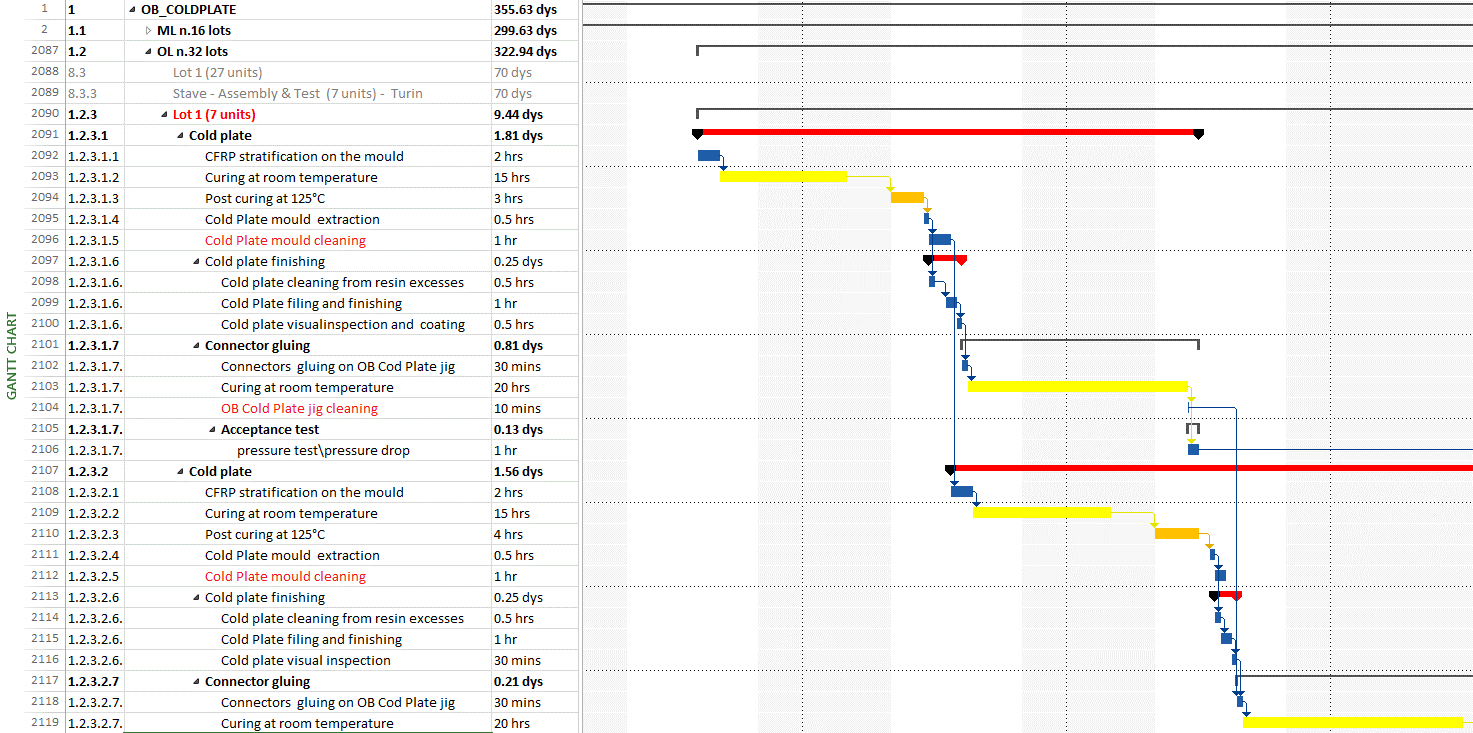 GANTT CHART
1 1 OB_COLDPLATE 355.63 dys
2 1.1 ML n.16 lots 299.63 dys
2087 1.2 OL n.32 lots 322.94 dys
2088 8.3 Lot 1 (27 units) 70 dys
2089 8.3.3 Stave - Assembly & Test (7 units) - Turin 70 dys
2090 1.2.3 Lot 1 (7 units) 9.44 dys
2091 1.2.3.1 Cold plate 1.81 dys
2092 1.2.3.1.1 CFRP stratification on the mould 2 hrs
2093 1.2.3.1.2 Curing at room temperature 15 hrs
2094 1.2.3.1.3 Post curing at 125°C 3 hrs
2095 1.2.3.1.4 Cold Plate mould extraction 0.5 hrs
2096 1.2.3.1.5 Cold Plate mould cleaning 1 hr
2097 1.2.3.1.6 Cold plate finishing 0.25 dys
2098 1.2.3.1.6. Cold plate cleaning from resin excesses 0.5 hrs
2099 1.2.3.1.6. Cold Plate filing and finishing 1 hr
2100 1.2.3.1.6. Cold plate visualinspection and coating 0.5 hrs
2101 1.2.3.1.7 Connector gluing 0.81 dys
2102 1.2.3.1.7. Connectors gluing on OB Cod Plate jig 30 mins
2103 1.2.3.1.7. Curing at room temperature 20 hrs
2104 1.2.3.1.7. OB Cold Plate jig cleaning 10 mins
2105 1.2.3.1.7. Acceptance test 0.13 dys
2106 1.2.3.1.7. pressure test\pressure drop 1 hr
2107 1.2.3.2 Cold plate 1.56 dys
2108 1.2.3.2.1 CFRP stratification on the mould 2 hrs
2109 1.2.3.2.2 Curing at room temperature 15 hrs
2110 1.2.3.2.3 Post curing at 125°C 4 hrs
2111 1.2.3.2.4 Cold Plate mould extraction 0.5 hrs
2112 1.2.3.2.5 Cold Plate mould cleaning 1 hr
2113 1.2.3.2.6 Cold plate finishing 0.25 dys
2114 1.2.3.2.6. Cold plate cleaning from resin excesses 0.5 hrs
2115 1.2.3.2.6. Cold Plate filing and finishing 1 hr
2116 1.2.3.2.6. Cold plate visual inspection 30 mins
2117 1.2.3.2.7 Connector gluing 0.21 dys
2118 1.2.3.2.7. Connectors gluing on OB Cod Plate jig 30 mins
2119 1.2.3.2.7. Curing at room temperature 20 hrs